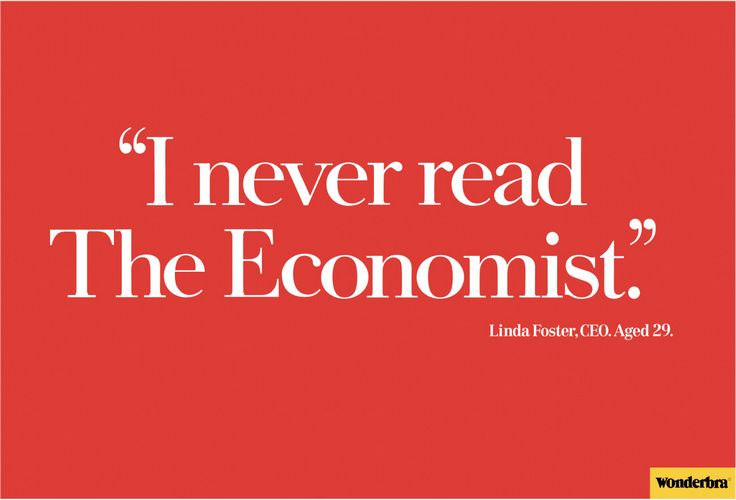 “I never read
The Economist.”
Linda Foster, CEO. Aged 29.
Wonderbra®